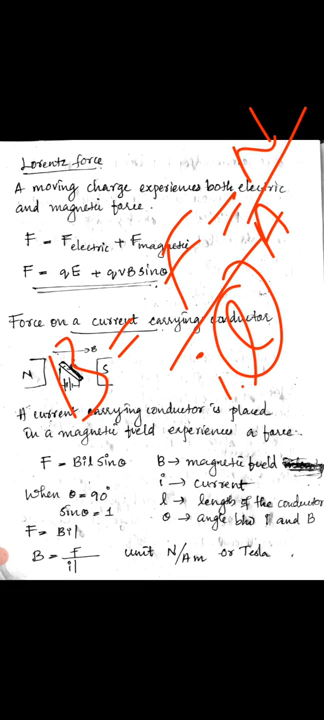 Lorentz force
A moving charge experiences both electric
and magnetic force.
F = Felectric + Fmagnetic
F = qE + qvB sinθ
Force on a current carrying conductor
→ B
N S
A current carrying conductor is placed
in a magnetic field experiences a force.
F = Bil sinθ B → magnetic field
i → current
When θ = 90° l → length of the conductor
sinθ = 1 θ → angle b/w l and B
F = Bil
B = F/il unit N/Am or Tesla.
B = F = N